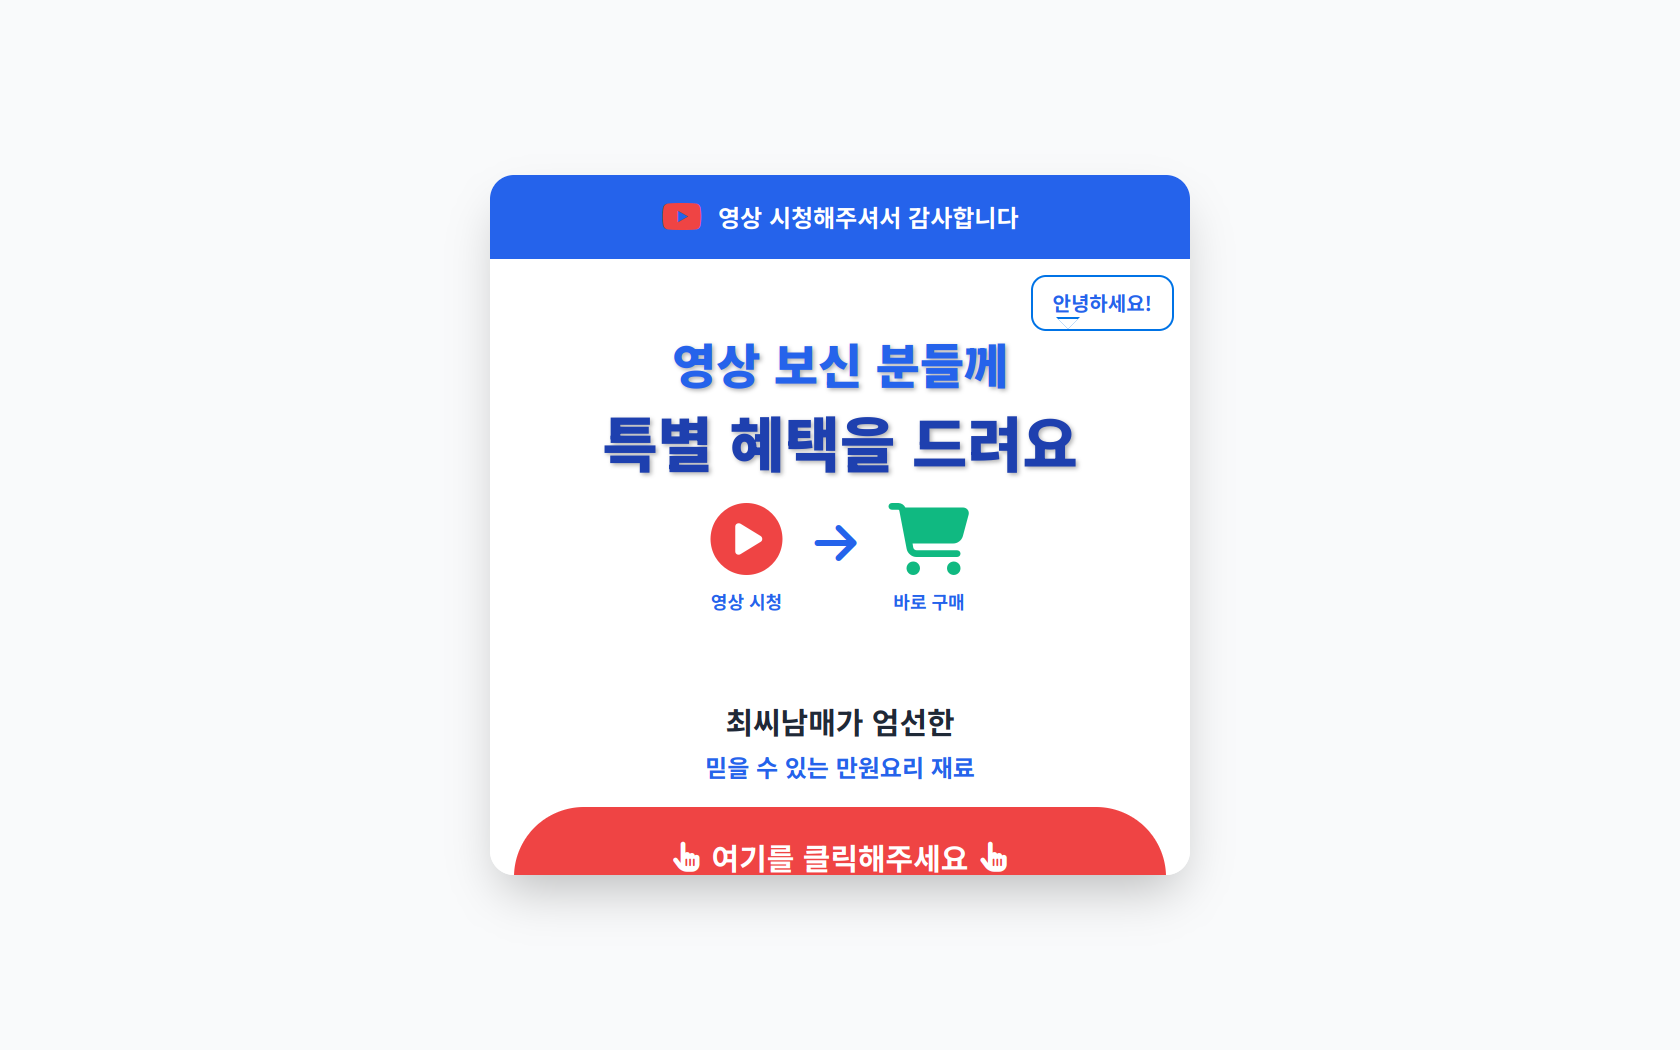 영상 시청해주셔서 감사합니다
안녕하세요!
영상 보신 분들께
특별 혜택을 드려요
영상 시청
바로 구매
최씨남매가 엄선한
믿을 수 있는 만원요리 재료
여기를 클릭해주세요